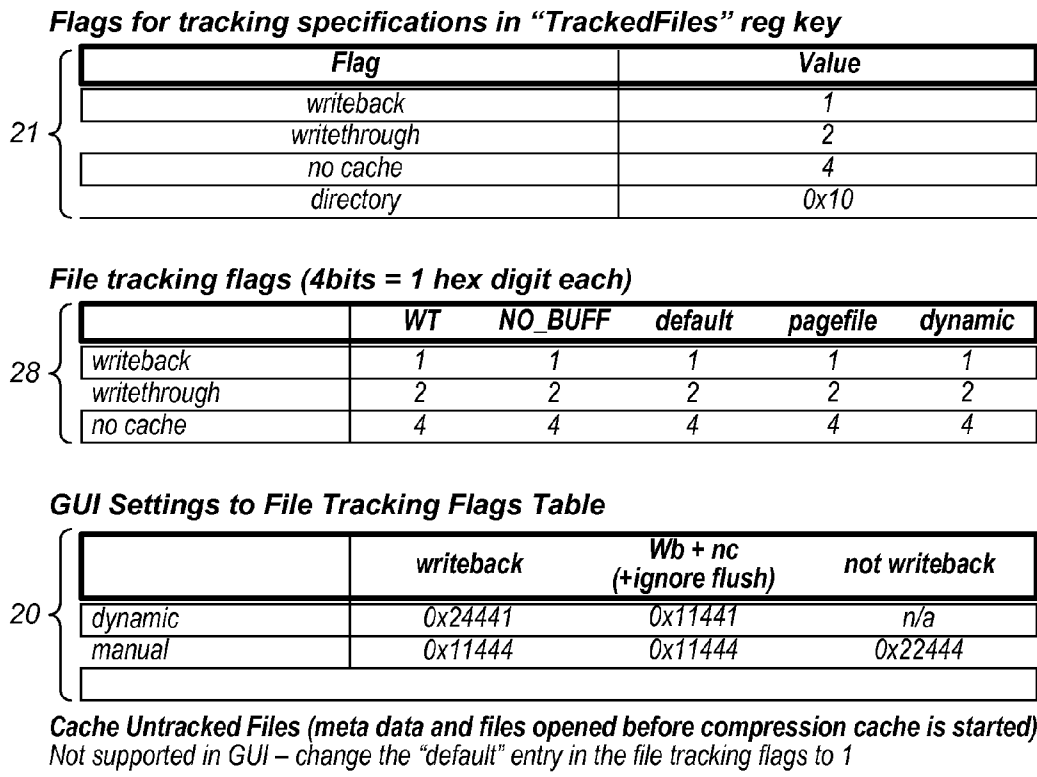 Flags for tracking specifications in “TrackedFiles” reg key
Flag Value
writeback 1
21 writethrough 2
no cache 4
directory 0x10
File tracking flags (4bits = 1 hex digit each)
WT NO_BUFF default pagefile dynamic
writeback 1 1 1 1 1
28 writethrough 2 2 2 2 2
no cache 4 4 4 4 4
GUI Settings to File Tracking Flags Table
writeback Wb + nc (+ignore flush) not writeback
20 dynamic 0x24441 0x11441 n/a
manual 0x11444 0x11444 0x22444
Cache Untracked Files (meta data and files opened before compression cache is started)
Not supported in GUI – change the “default” entry in the file tracking flags to 1